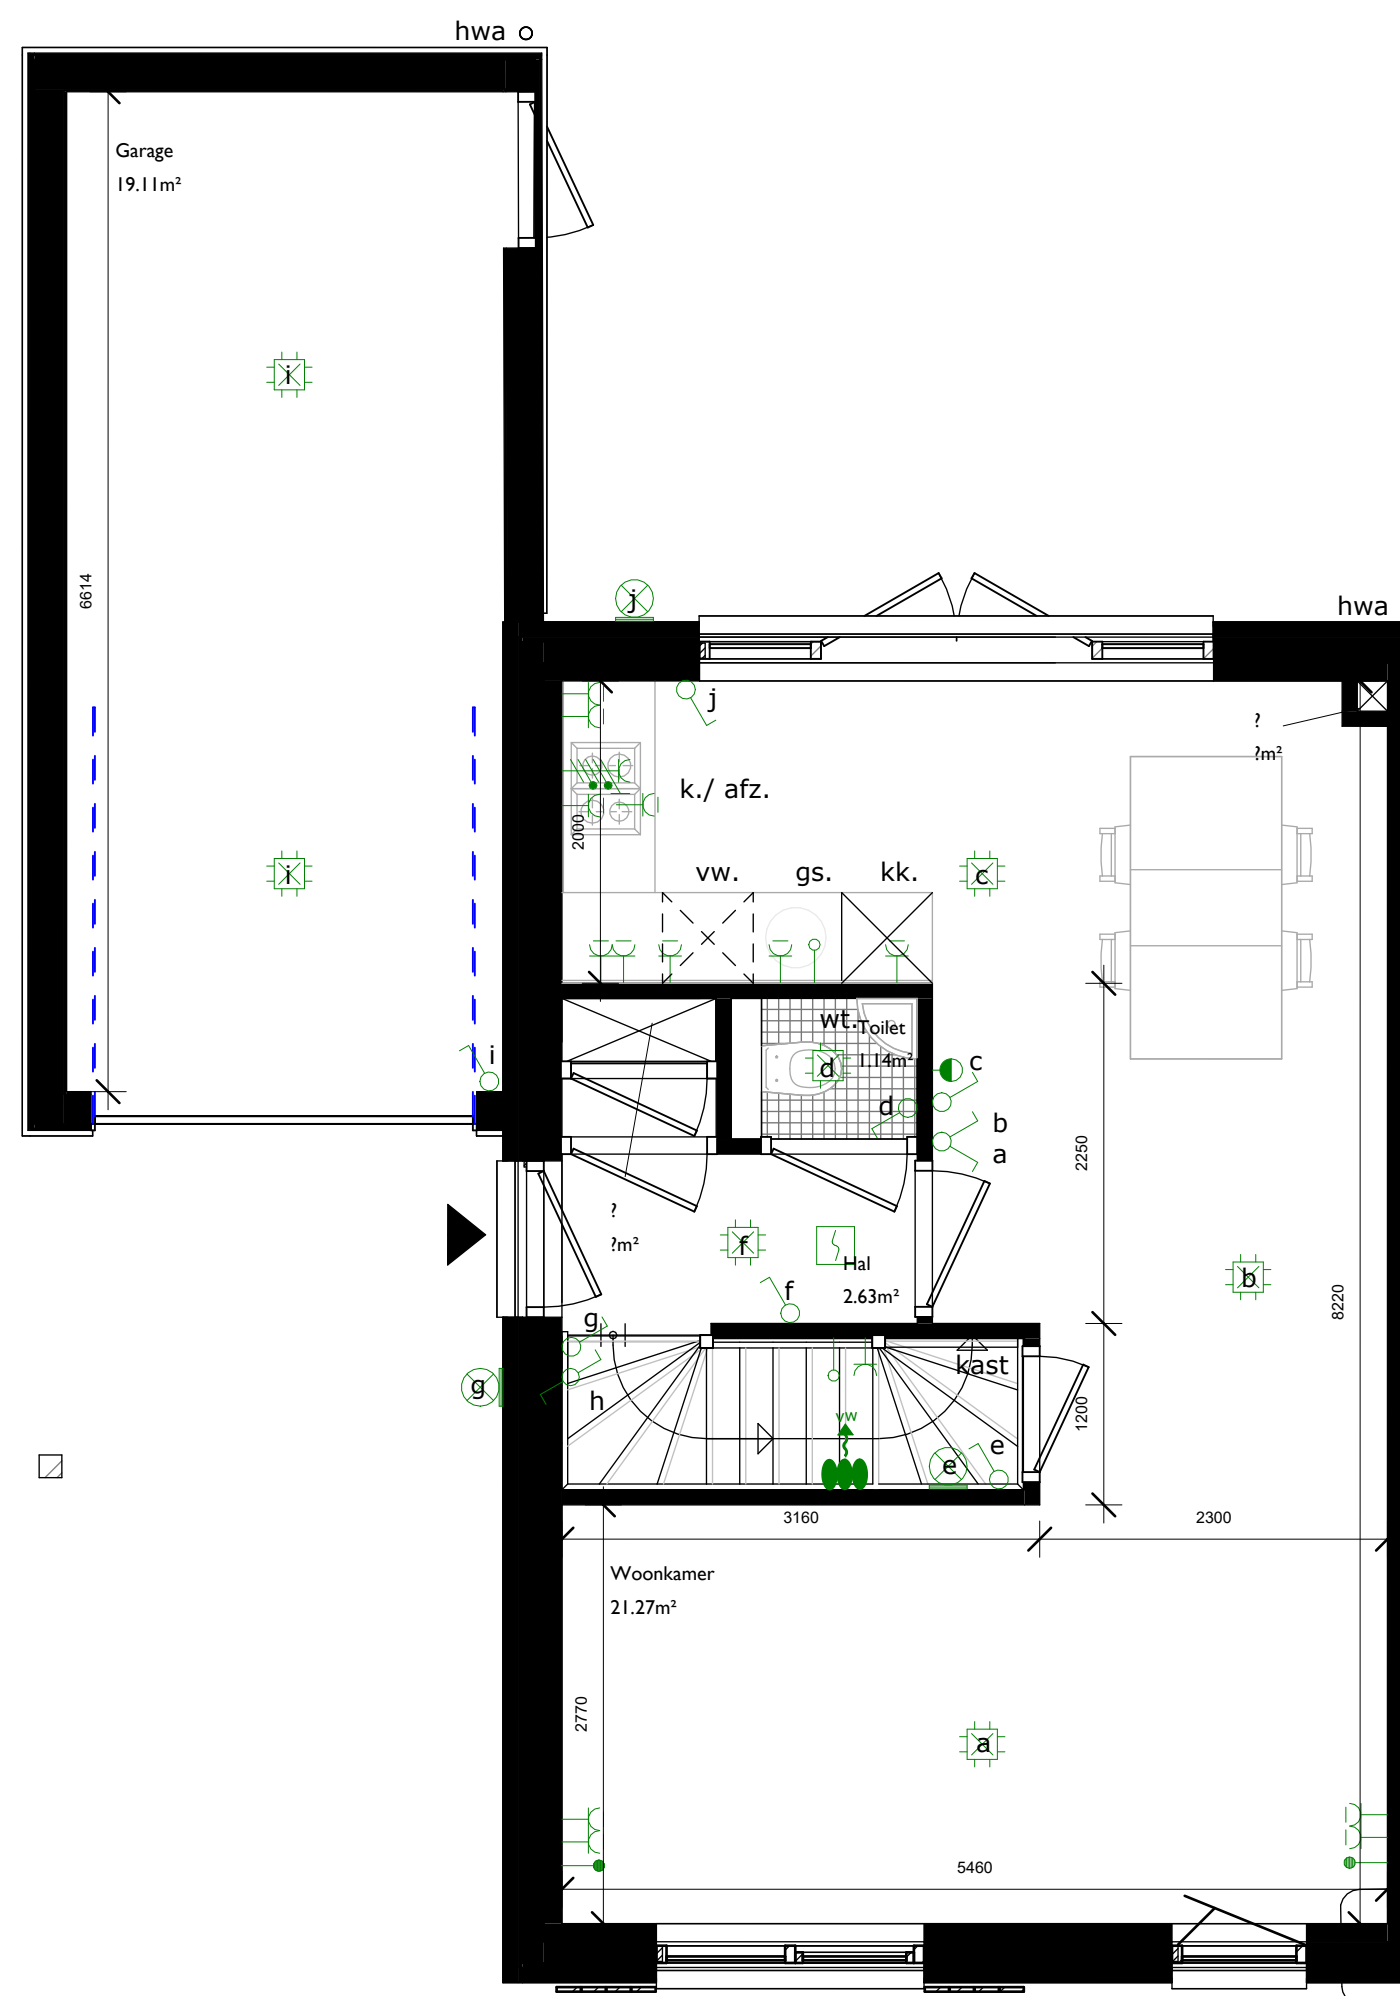 hwa
Garage
19.11m²
i
6614
j
hwa
j
?
?m²
k./ afz.
2000
vw.
gs.
kk.
c
i
wt.
Toilet
1.14m²
d
i
c
d
b
a
2250
?
?m²
f
Hal
2.63m²
f
b
8220
g
kast
g
h
1200
vw
e
e
3160
2300
Woonkamer
21.27m²
2770
a
5460